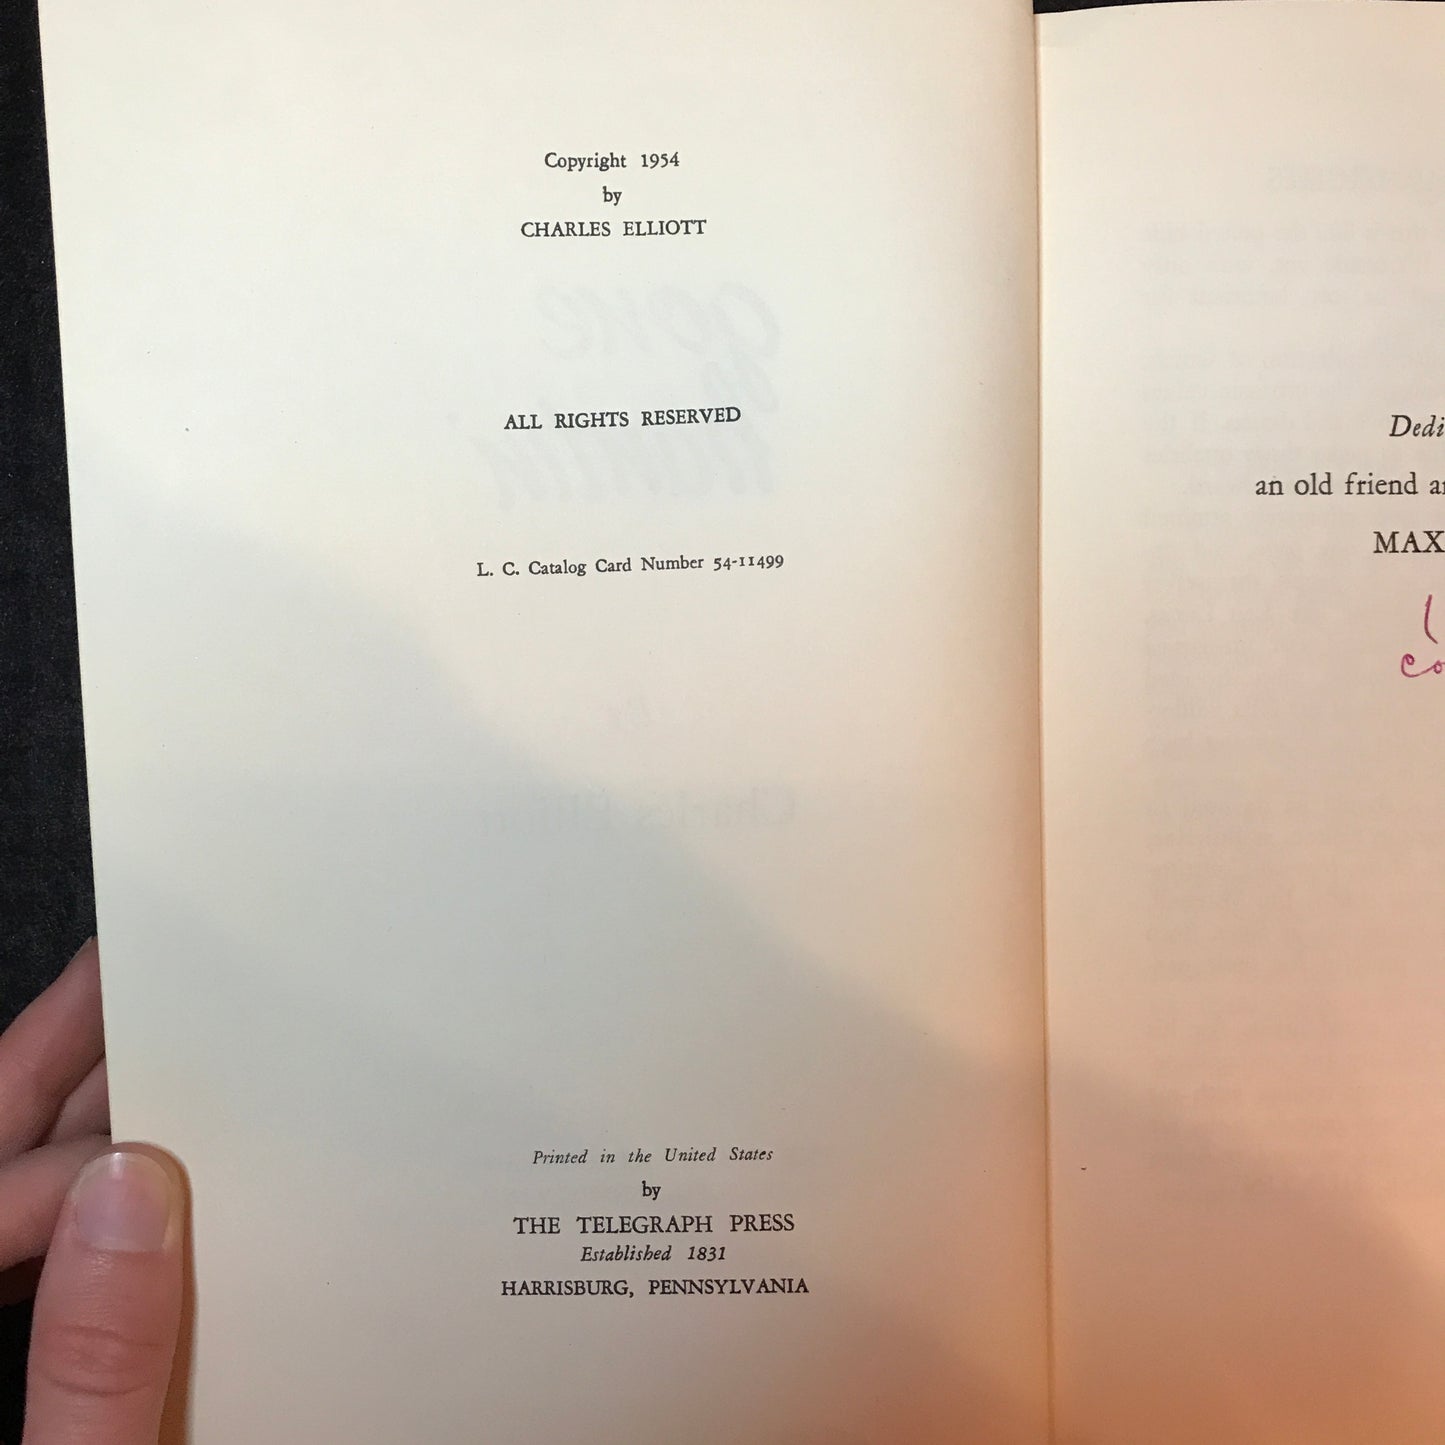 Copyright 1954
by
CHARLES ELLIOTT
ALL RIGHTS RESERVED
L. C. Catalog Card Number 54-11499
Printed in the United States
by
THE TELEGRAPH PRESS
Established 1831
HARRISBURG, PENNSYLVANIA
Dedi
an old friend
MAX